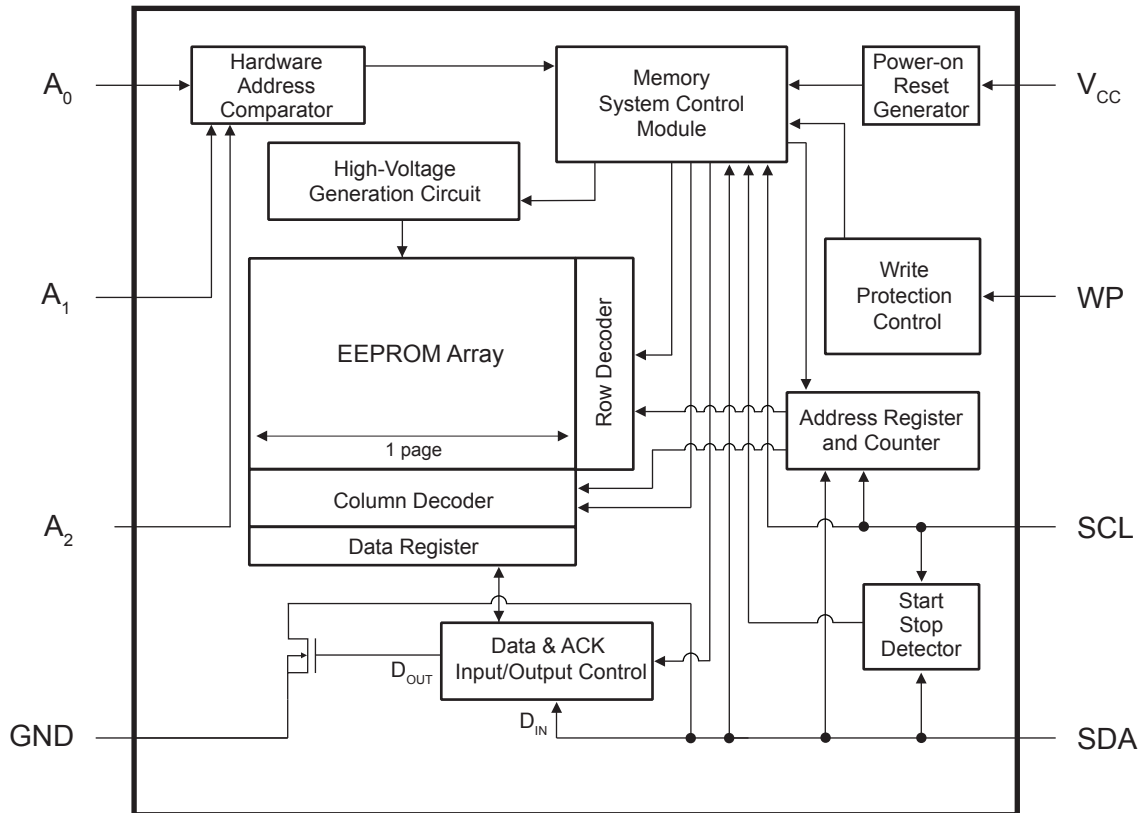 Hardware
Address
Comparator
Memory
System Control
Module
Power-on
Reset
Generator
A0
VCC
High-Voltage
Generation Circuit
Write
Protection
Control
A1
WP
EEPROM Array
Row Decoder
1 page
Address Register
and Counter
Column Decoder
A2
SCL
Data Register
Start
Stop
Detector
Data & ACK
Input/Output Control
DOUT
DIN
GND
SDA